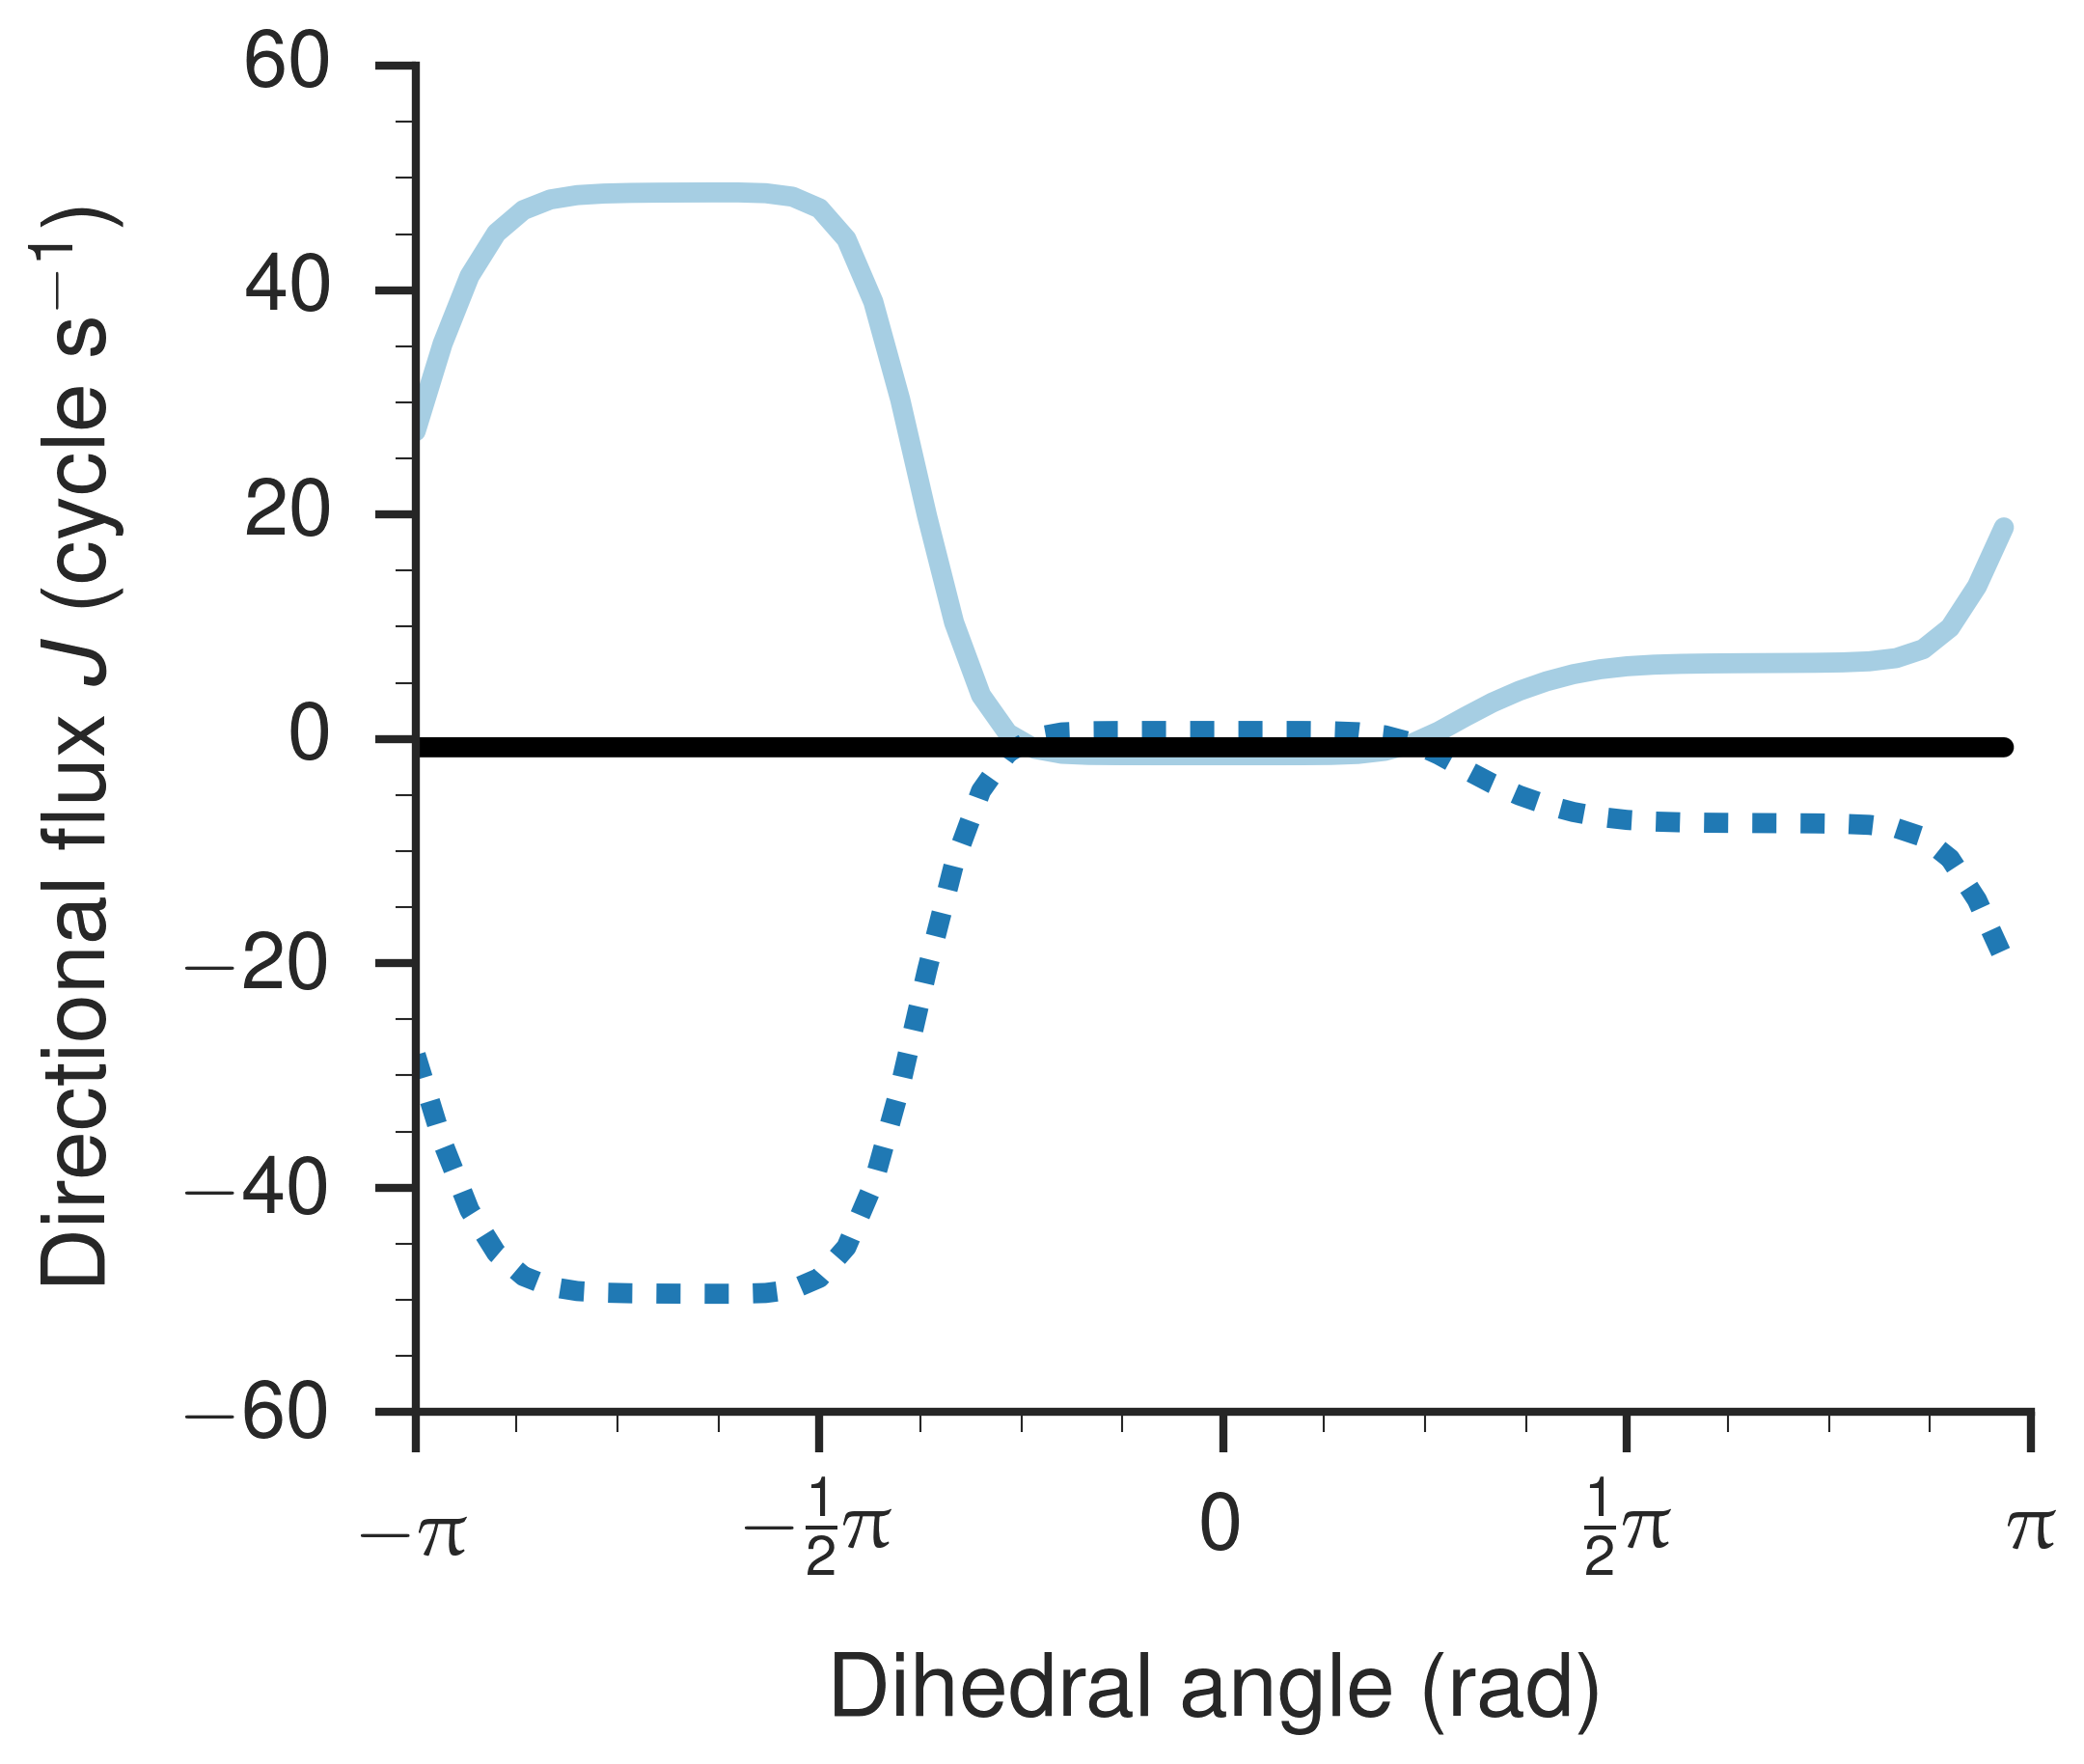 Directional flux J (cycle s⁻¹)
60
40
20
0
−20
−40
−60
−π
−1/2π
0
1/2π
π
Dihedral angle (rad)